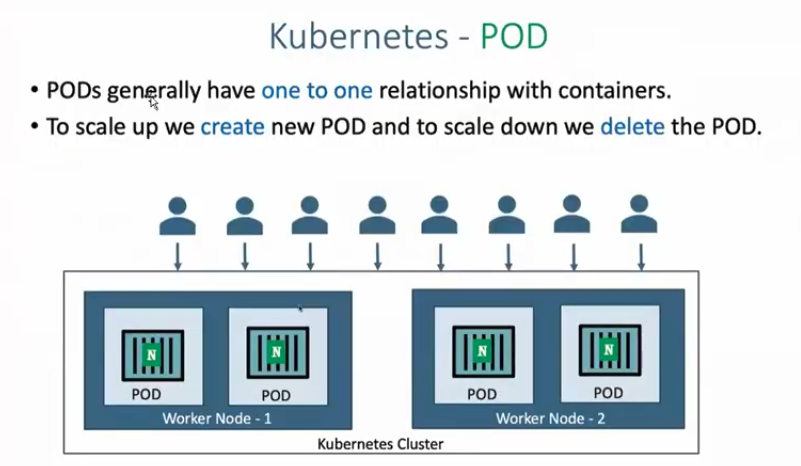 Kubernetes - POD
• PODs generally have one to one relationship with containers.
• To scale up we create new POD and to scale down we delete the POD.
N
N
N
N
POD
POD
POD
POD
Worker Node - 1
Worker Node - 2
Kubernetes Cluster